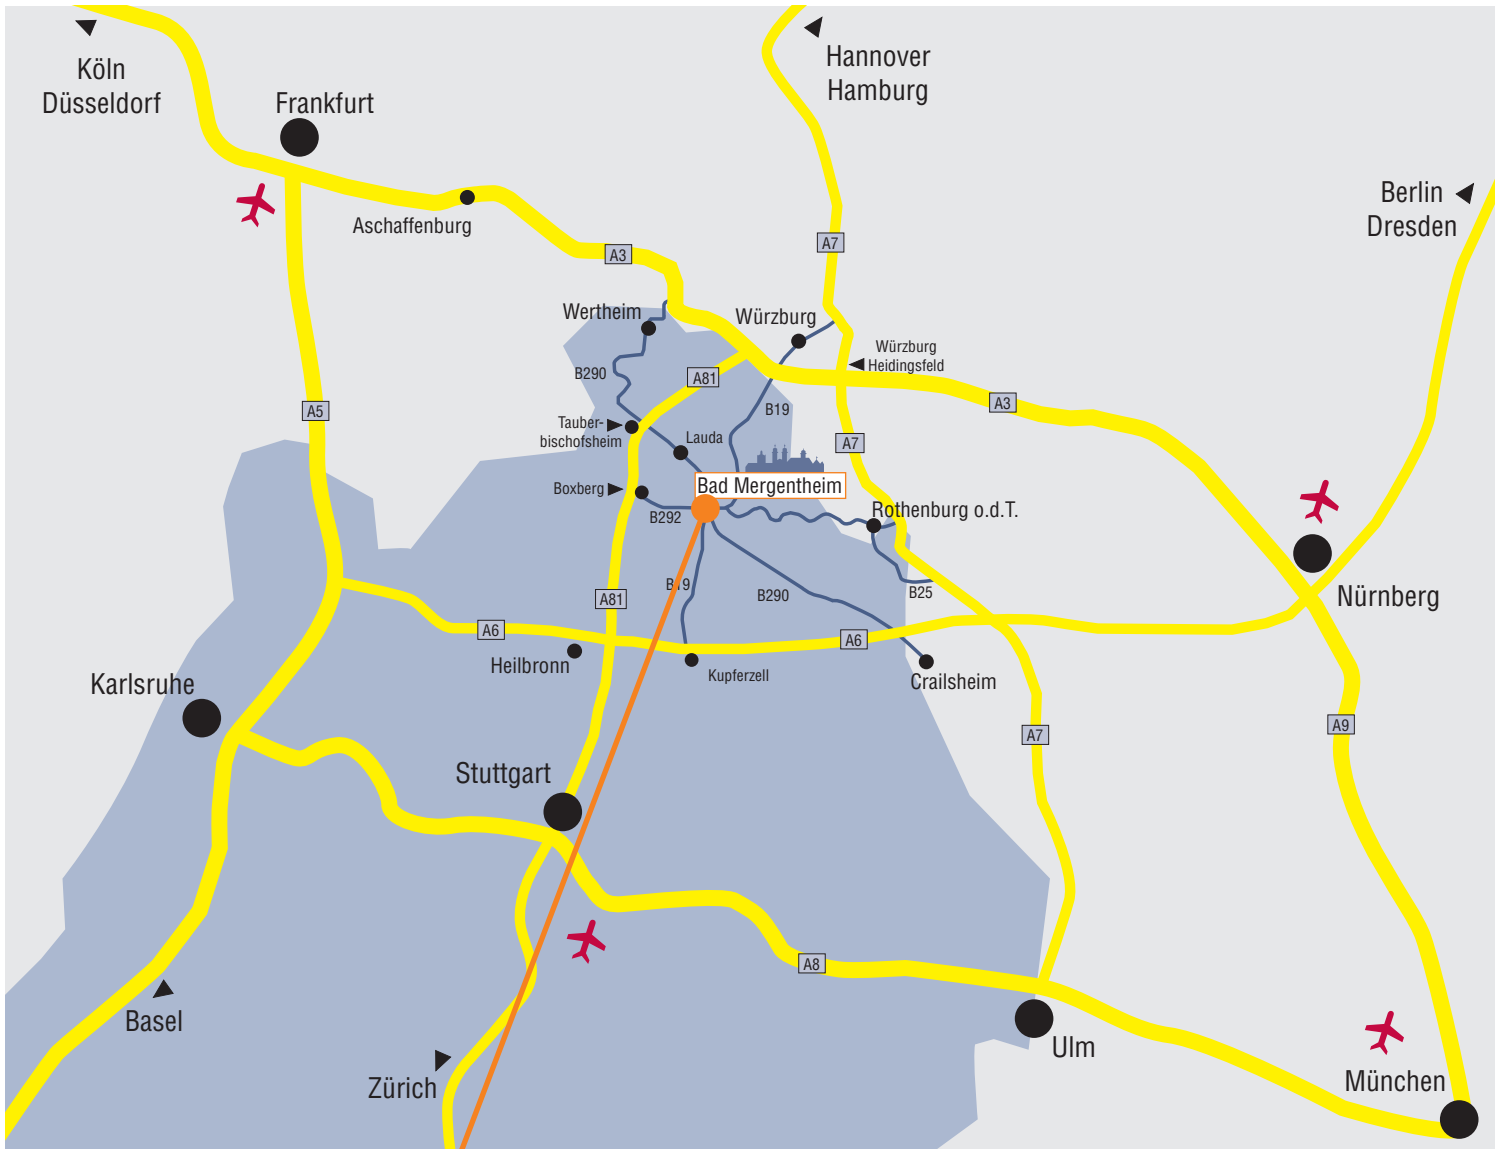 Köln
Düsseldorf
Frankfurt
Hannover
Hamburg
Berlin
Dresden
Aschaffenburg
A3
A7
Wertheim
Würzburg
Würzburg
Heidingsfeld
B290
A81
A5
B19
A3
Tauber-
bischofsheim
Lauda
A7
Boxberg
Bad Mergentheim
B292
Rothenburg o.d.T.
B19
B290
B25
A81
Nürnberg
A6
A6
Heilbronn
Kupferzell
Crailsheim
Karlsruhe
A7
A9
Stuttgart
A8
Basel
Ulm
Zürich
München